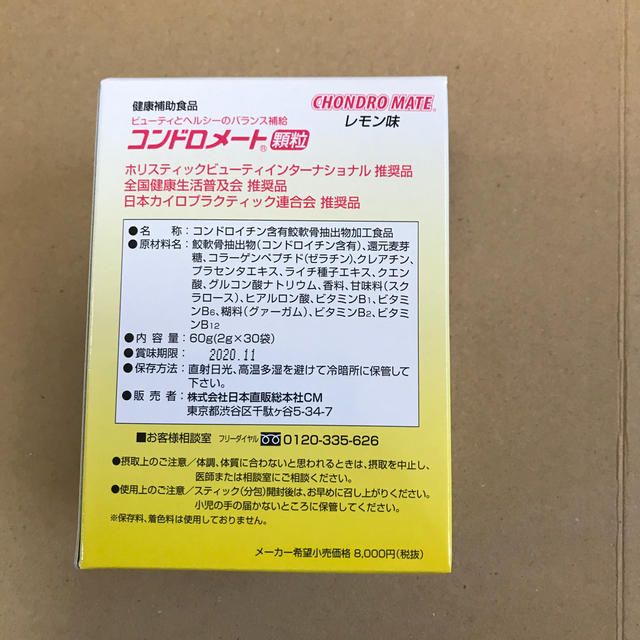 健康補助食品
CHONDRO MATE®
ビューティとヘルシーのバランス補給
レモン味
コンドロメート®顆粒
ホリスティックビューティインターナショナル 推奨品
全国健康生活普及会 推奨品
日本カイロプラクティック連合会 推奨品
●名　　称:コンドロイチン含有鮫軟骨抽出物加工食品
●原材料名:鮫軟骨抽出物(コンドロイチン含有)、還元麦芽
糖、コラーゲンペプチド(ゼラチン)、クレアチン、
プラセンタエキス、ライチ種子エキス、クエン
酸、グルコン酸ナトリウム、香料、甘味料(スク
ラロース)、ヒアルロン酸、ビタミンB1、ビタミ
ンB6、糊料(グァーガム)、ビタミンB2、ビタミ
ンB12
●内 容 量:60g(2g×30袋)
●賞味期限: 2020.11
●保存方法:直射日光、高温多湿を避けて冷暗所に保管して
下さい。
●販 売 者:株式会社日本直販総本社CM
東京都渋谷区千駄ヶ谷5-34-7
■お客様相談室 フリーダイヤル 0120-335-626
●摂取上のご注意/体調、体質に合わないと思われるときは、摂取を中止し、
医師または相談室にご相談ください。
●使用上のご注意/スティック(分包)開封後は、お早めに召し上がりください。
小児の手の届かないところに保管してください。
※保存料、着色料は使用しておりません。
メーカー希望小売価格 8,000円(税抜)